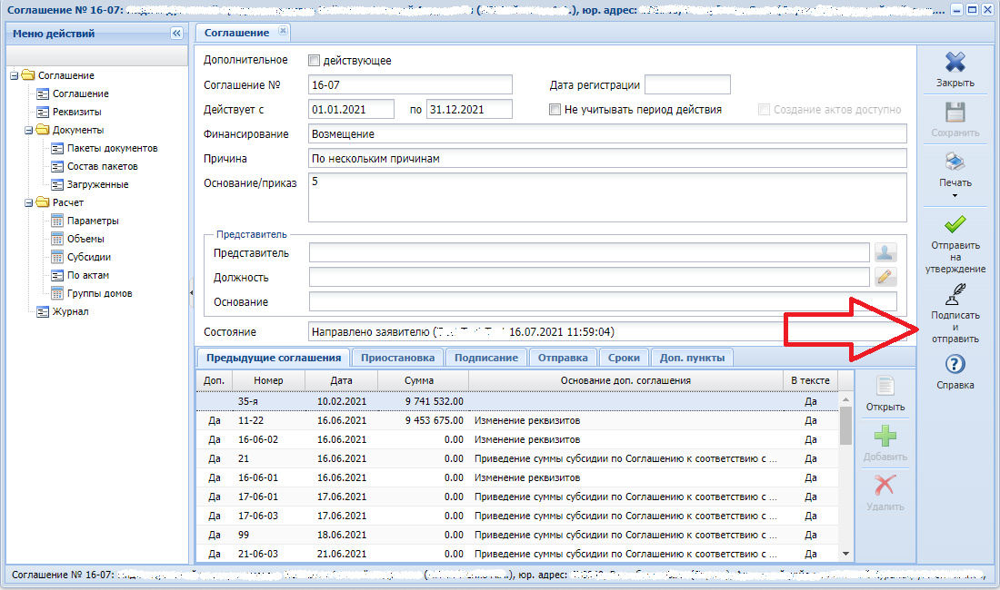 Соглашение № 16-07:
), юр. адрес:
Меню действий
Соглашение
Соглашение
Реквизиты
Документы
Пакеты документов
Состав пакетов
Загруженные
Расчет
Параметры
Объемы
Субсидии
По актам
Группы домов
Журнал
Соглашение
Дополнительное действующее
Соглашение № 16-07 Дата регистрации
Действует с 01.01.2021 по 31.12.2021 Не учитывать период действия Создание актов доступно
Финансирование Возмещение
Причина По нескольким причинам
Основание/приказ 5
Представитель
Представитель
Должность
Основание
Состояние Направлено заявителю ( 16.07.2021 11:59:04)
Предыдущие соглашения Приостановка Подписание Отправка Сроки Доп. пункты
Доп. Номер Дата Сумма Основание доп. соглашения В тексте
35-я 10.02.2021 9 741 532.00 Да
Да 11-22 16.06.2021 9 453 675.00 Изменение реквизитов Да
Да 16-06-02 16.06.2021 0.00 Изменение реквизитов Да
Да 21 16.06.2021 0.00 Приведение суммы субсидии по Соглашению к соответствию с ... Да
Да 16-06-01 16.06.2021 0.00 Изменение реквизитов Да
Да 17-06-01 17.06.2021 0.00 Приведение суммы субсидии по Соглашению к соответствию с ... Да
Да 17-06-03 17.06.2021 0.00 Приведение суммы субсидии по Соглашению к соответствию с ... Да
Да 99 18.06.2021 0.00 Приведение суммы субсидии по Соглашению к соответствию с ... Да
Да 21-06-03 21.06.2021 0.00 Приведение суммы субсидии по Соглашению к соответствию с ... Да
Открыть
Добавить
Удалить
Закрыть
Сохранить
Печать
Отправить
на
утверждение
Подписать
и
отправить
Справка
Соглашение № 16-07:
), юр. адрес: